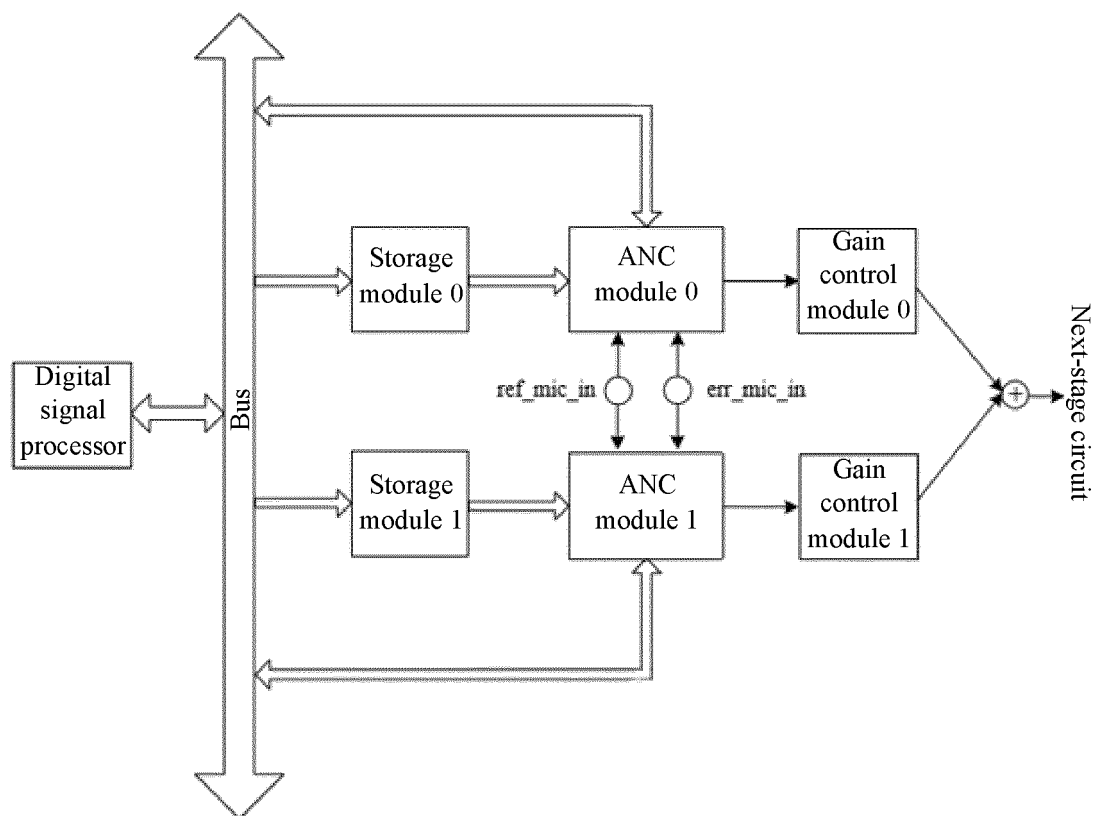 Storage
module 0
ANC
module 0
Gain
control
module 0
Digital
signal
processor
Bus
ref_mic_in
err_mic_in
+
Next-stage circuit
Storage
module 1
ANC
module 1
Gain
control
module 1